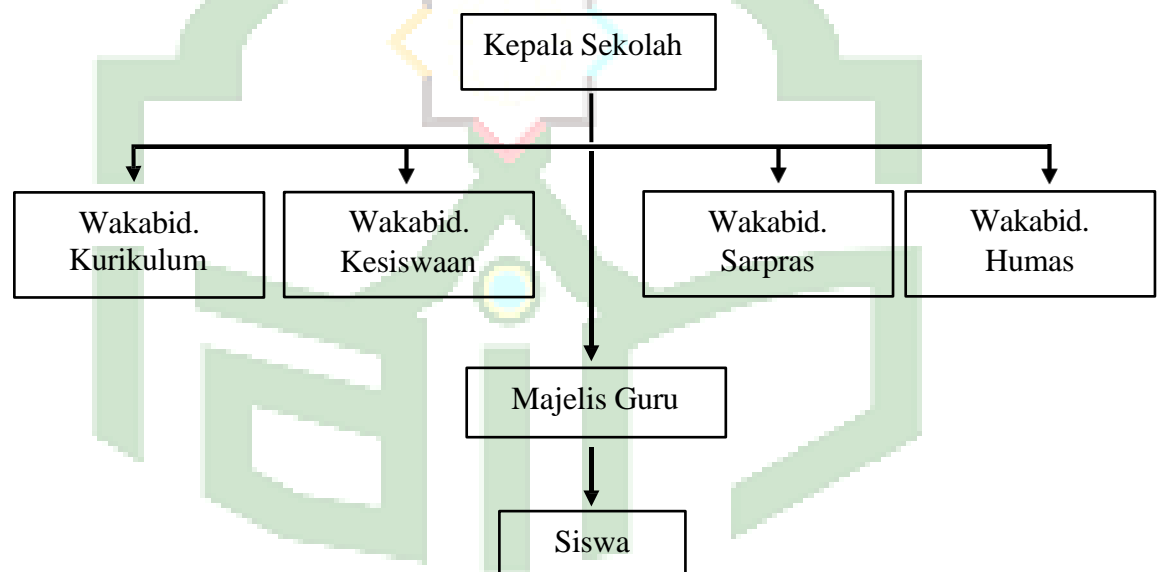 Kepala Sekolah
Wakabid.
Kurikulum
Wakabid.
Kesiswaan
Wakabid.
Sarpras
Wakabid.
Humas
Majelis Guru
Siswa